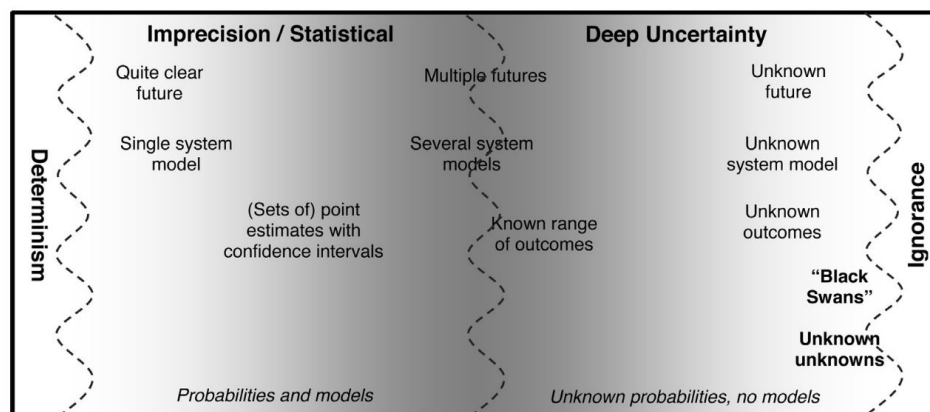 Imprecision / Statistical
Deep Uncertainty
Quite clear
future
Multiple futures
Unknown
future
Determinism
Single system
model
Several system
models
Unknown
system model
(Sets of) point
estimates with
confidence intervals
Known range
of outcomes
Unknown
outcomes
Ignorance
“Black
Swans”
Unknown
unknowns
Probabilities and models
Unknown probabilities, no models